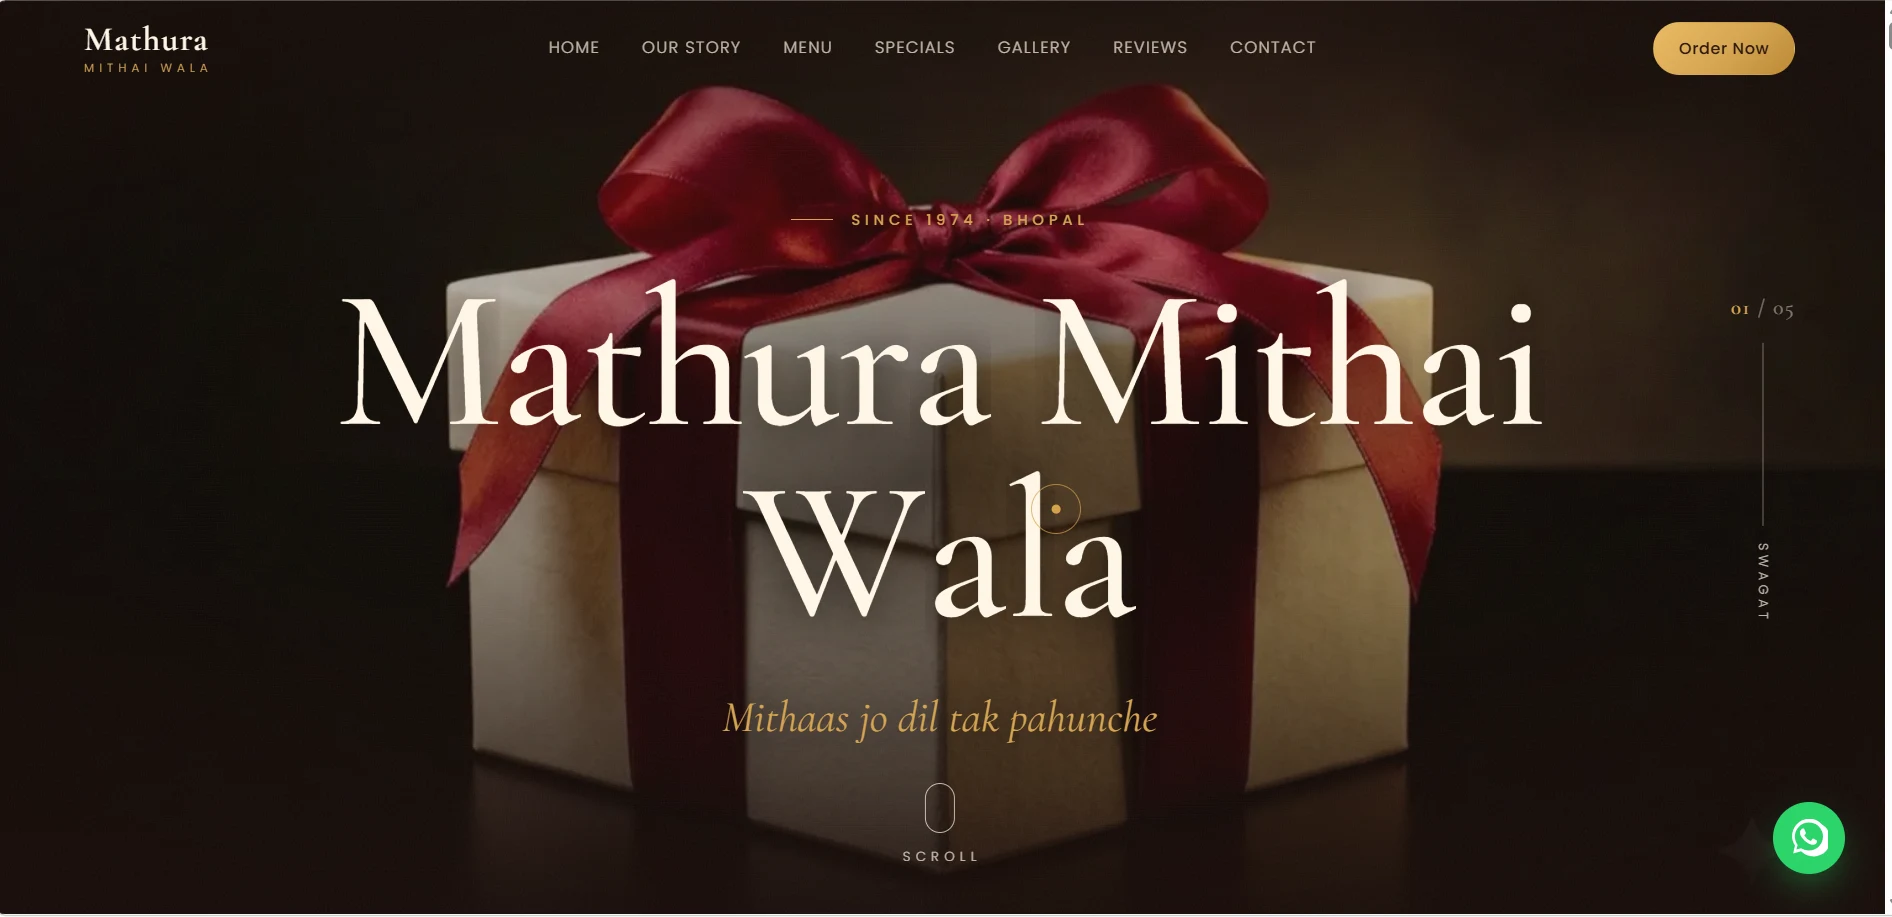 Mathura
MITHAI WALA
HOME OUR STORY MENU SPECIALS GALLERY REVIEWS CONTACT
Order Now
SINCE 1974 · BHOPAL
Mathura Mithai
Wala
01 / 05
SWAGAT
Mithaas jo dil tak pahunche
SCROLL